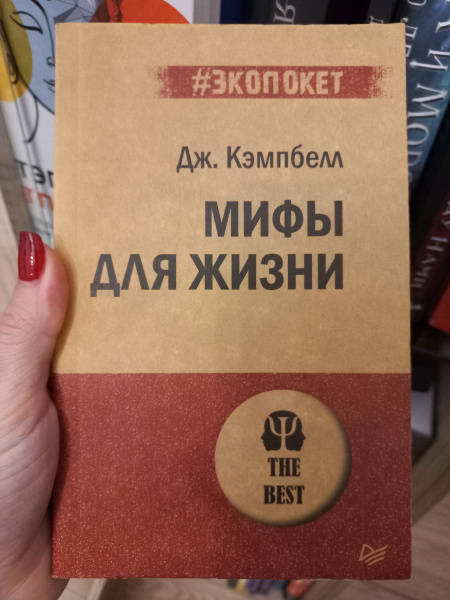 #ЭКОПОКЕТ
Дж. Кэмпбелл
МИФЫ
ДЛЯ ЖИЗНИ
Ψ
THE
BEST